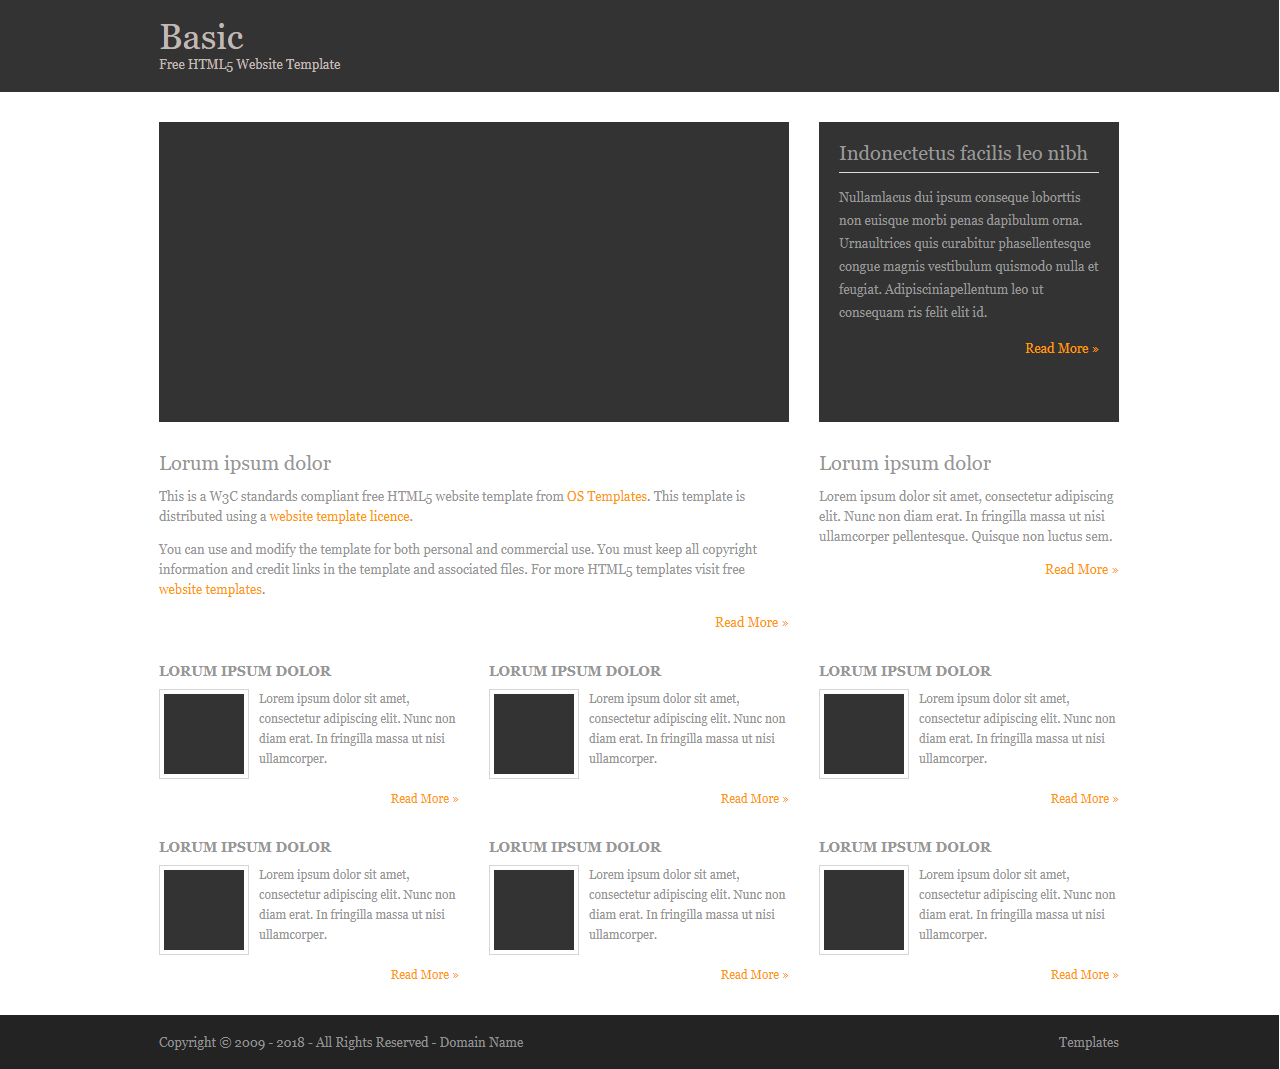 Basic
Free HTML5 Website Template
Indonectetus facilis leo nibh
Nullamlacus dui ipsum conseque loborttis
non euisque morbi penas dapibulum orna.
Urnaultrices quis curabitur phasellentesque
congue magnis vestibulum quismodo nulla et
feugiat. Adipisciniapellentum leo ut
consequam ris felit elit id.
Read More »
Lorum ipsum dolor
This is a W3C standards compliant free HTML5 website template from OS Templates. This template is
distributed using a website template licence.
You can use and modify the template for both personal and commercial use. You must keep all copyright
information and credit links in the template and associated files. For more HTML5 templates visit free
website templates.
Read More »
Lorum ipsum dolor
Lorem ipsum dolor sit amet, consectetur adipiscing
elit. Nunc non diam erat. In fringilla massa ut nisi
ullamcorper pellentesque. Quisque non luctus sem.
Read More »
LORUM IPSUM DOLOR
Lorem ipsum dolor sit amet,
consectetur adipiscing elit. Nunc non
diam erat. In fringilla massa ut nisi
ullamcorper.
Read More »
LORUM IPSUM DOLOR
Lorem ipsum dolor sit amet,
consectetur adipiscing elit. Nunc non
diam erat. In fringilla massa ut nisi
ullamcorper.
Read More »
LORUM IPSUM DOLOR
Lorem ipsum dolor sit amet,
consectetur adipiscing elit. Nunc non
diam erat. In fringilla massa ut nisi
ullamcorper.
Read More »
LORUM IPSUM DOLOR
Lorem ipsum dolor sit amet,
consectetur adipiscing elit. Nunc non
diam erat. In fringilla massa ut nisi
ullamcorper.
Read More »
LORUM IPSUM DOLOR
Lorem ipsum dolor sit amet,
consectetur adipiscing elit. Nunc non
diam erat. In fringilla massa ut nisi
ullamcorper.
Read More »
LORUM IPSUM DOLOR
Lorem ipsum dolor sit amet,
consectetur adipiscing elit. Nunc non
diam erat. In fringilla massa ut nisi
ullamcorper.
Read More »
Copyright © 2009 - 2018 - All Rights Reserved - Domain Name
Templates